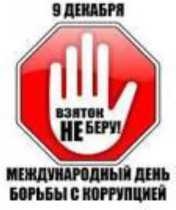 9 ДЕКАБРЯ
ВЗЯТОК
НЕ БЕРУ!
МЕЖДУНАРОДНЫЙ ДЕНЬ
БОРЬБЫ С КОРРУПЦИЕЙ